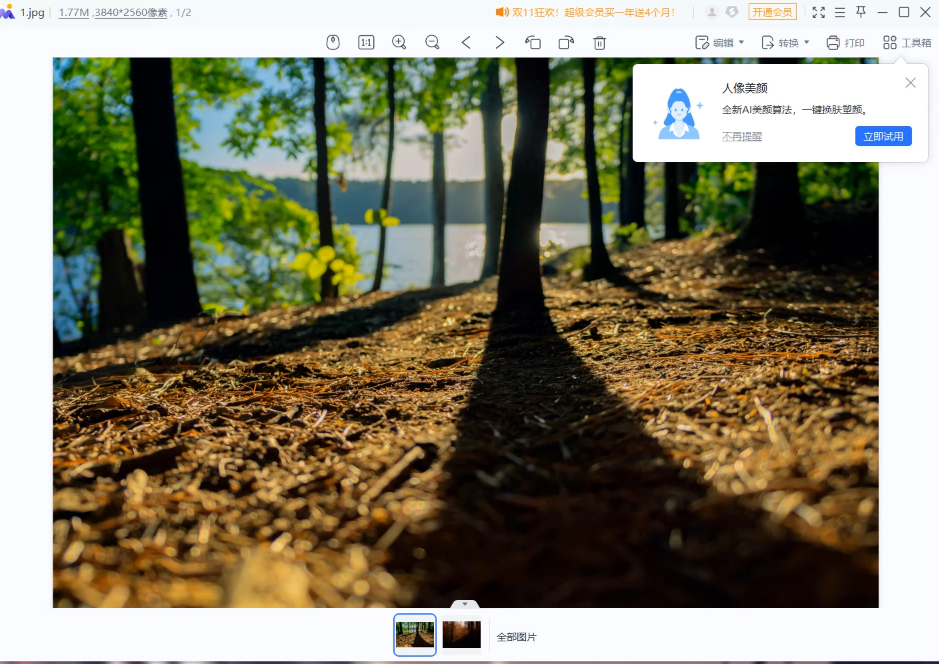 1.jpg 1.77M ,3840*2560像素 , 1/2 双11狂欢！超级会员买一年送4个月！ 开通会员
1:1 编辑 转换 打印 工具箱
人像美颜
全新AI美颜算法，一键换肤塑颜。
不再提醒 立即试用
全部图片